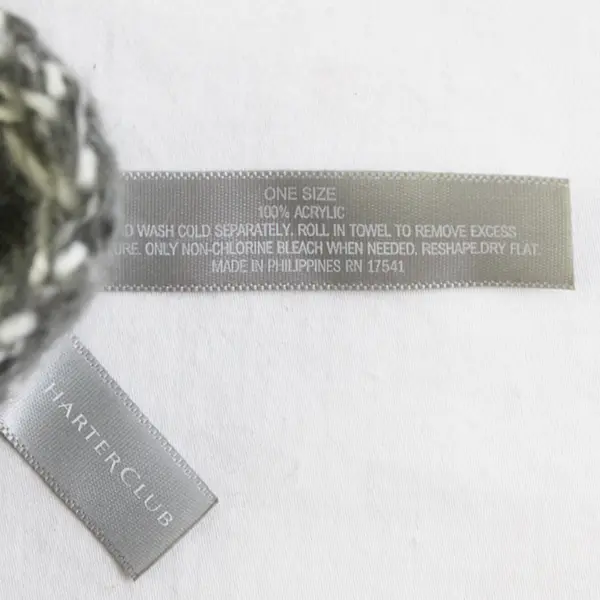 ONE SIZE
100% ACRYLIC
D WASH COLD SEPARATELY. ROLL IN TOWEL TO REMOVE EXCESS
URE. ONLY NON-CHLORINE BLEACH WHEN NEEDED. RESHAPE.DRY FLAT.
MADE IN PHILIPPINES RN 17541
HARTERCLUB